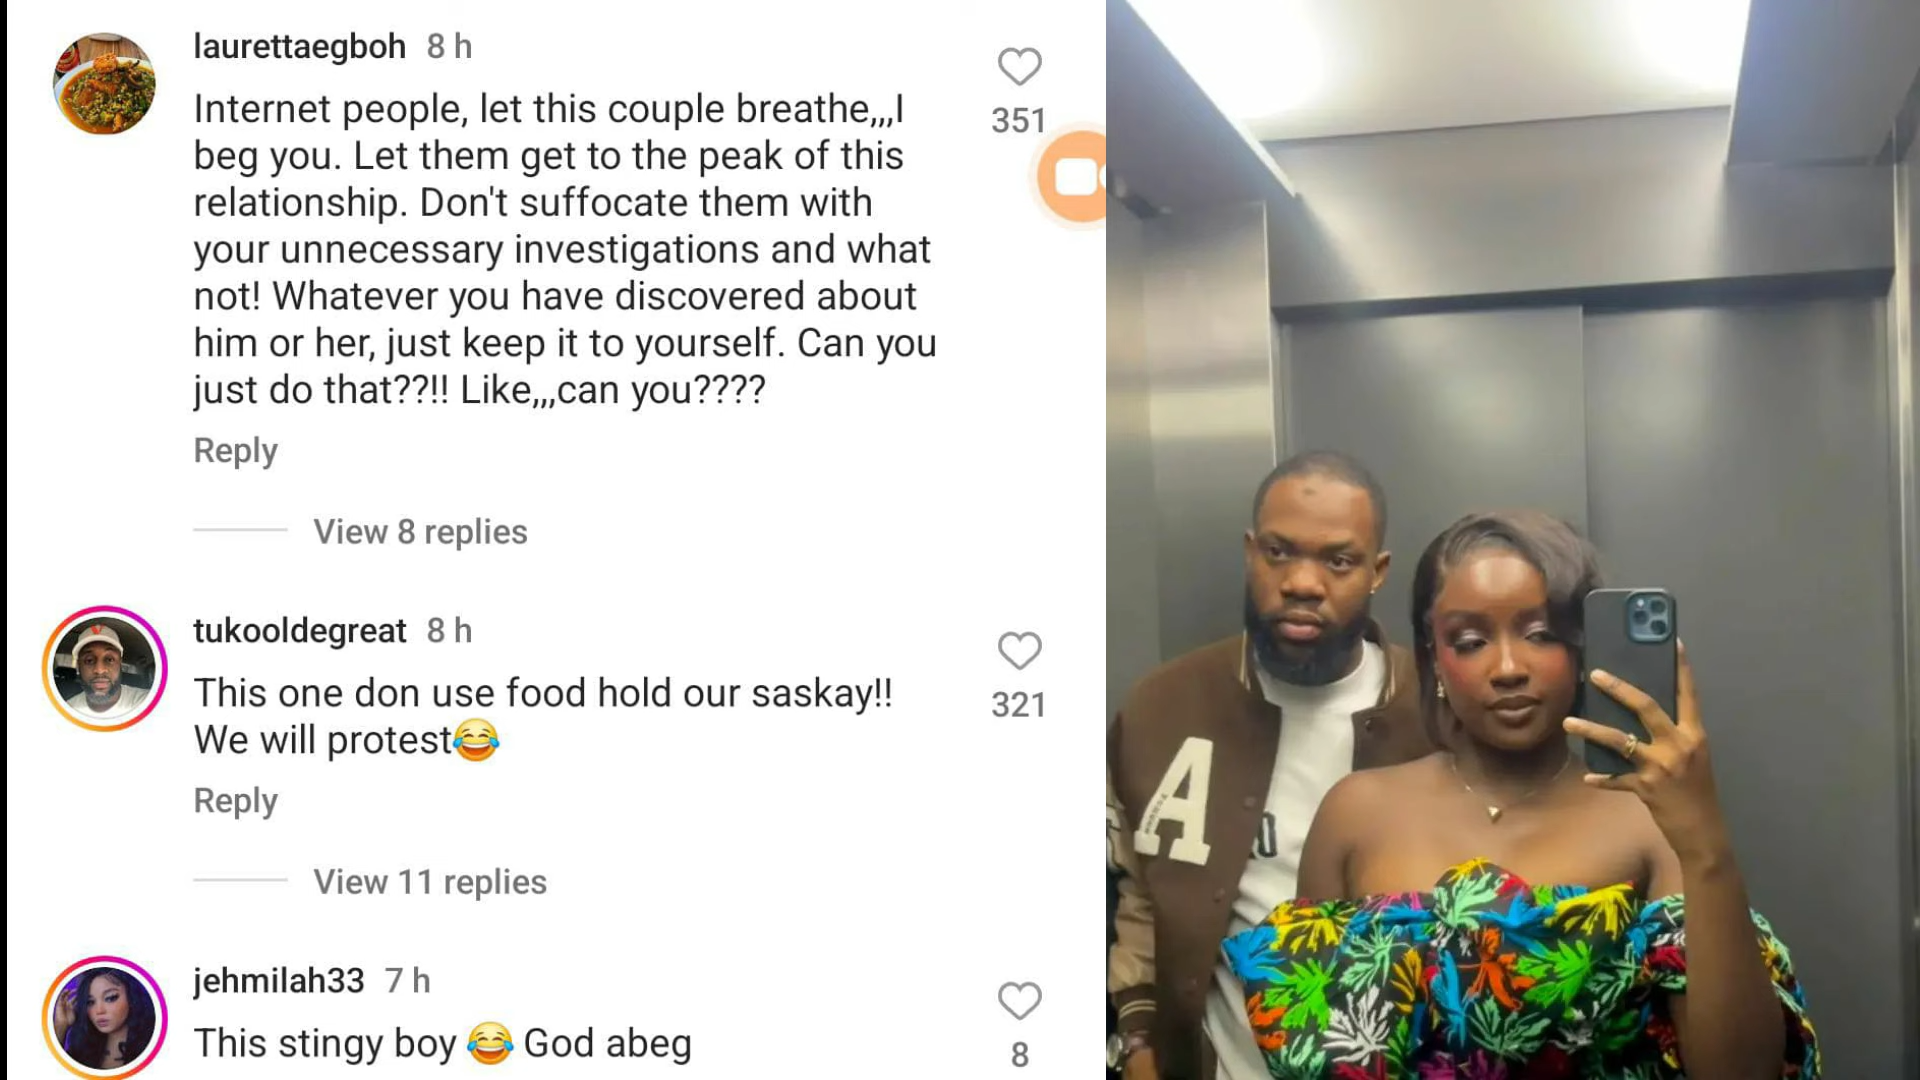 laurettaegboh 8 h
Internet people, let this couple breathe,,,I
beg you. Let them get to the peak of this
relationship. Don't suffocate them with
your unnecessary investigations and what
not! Whatever you have discovered about
him or her, just keep it to yourself. Can you
just do that??!! Like,,,can you????
351
Reply
View 8 replies
tukooldegreat 8 h
This one don use food hold our saskay!!
We will protest😂
321
Reply
View 11 replies
jehmilah33 7 h
This stingy boy 😂 God abeg
8
A